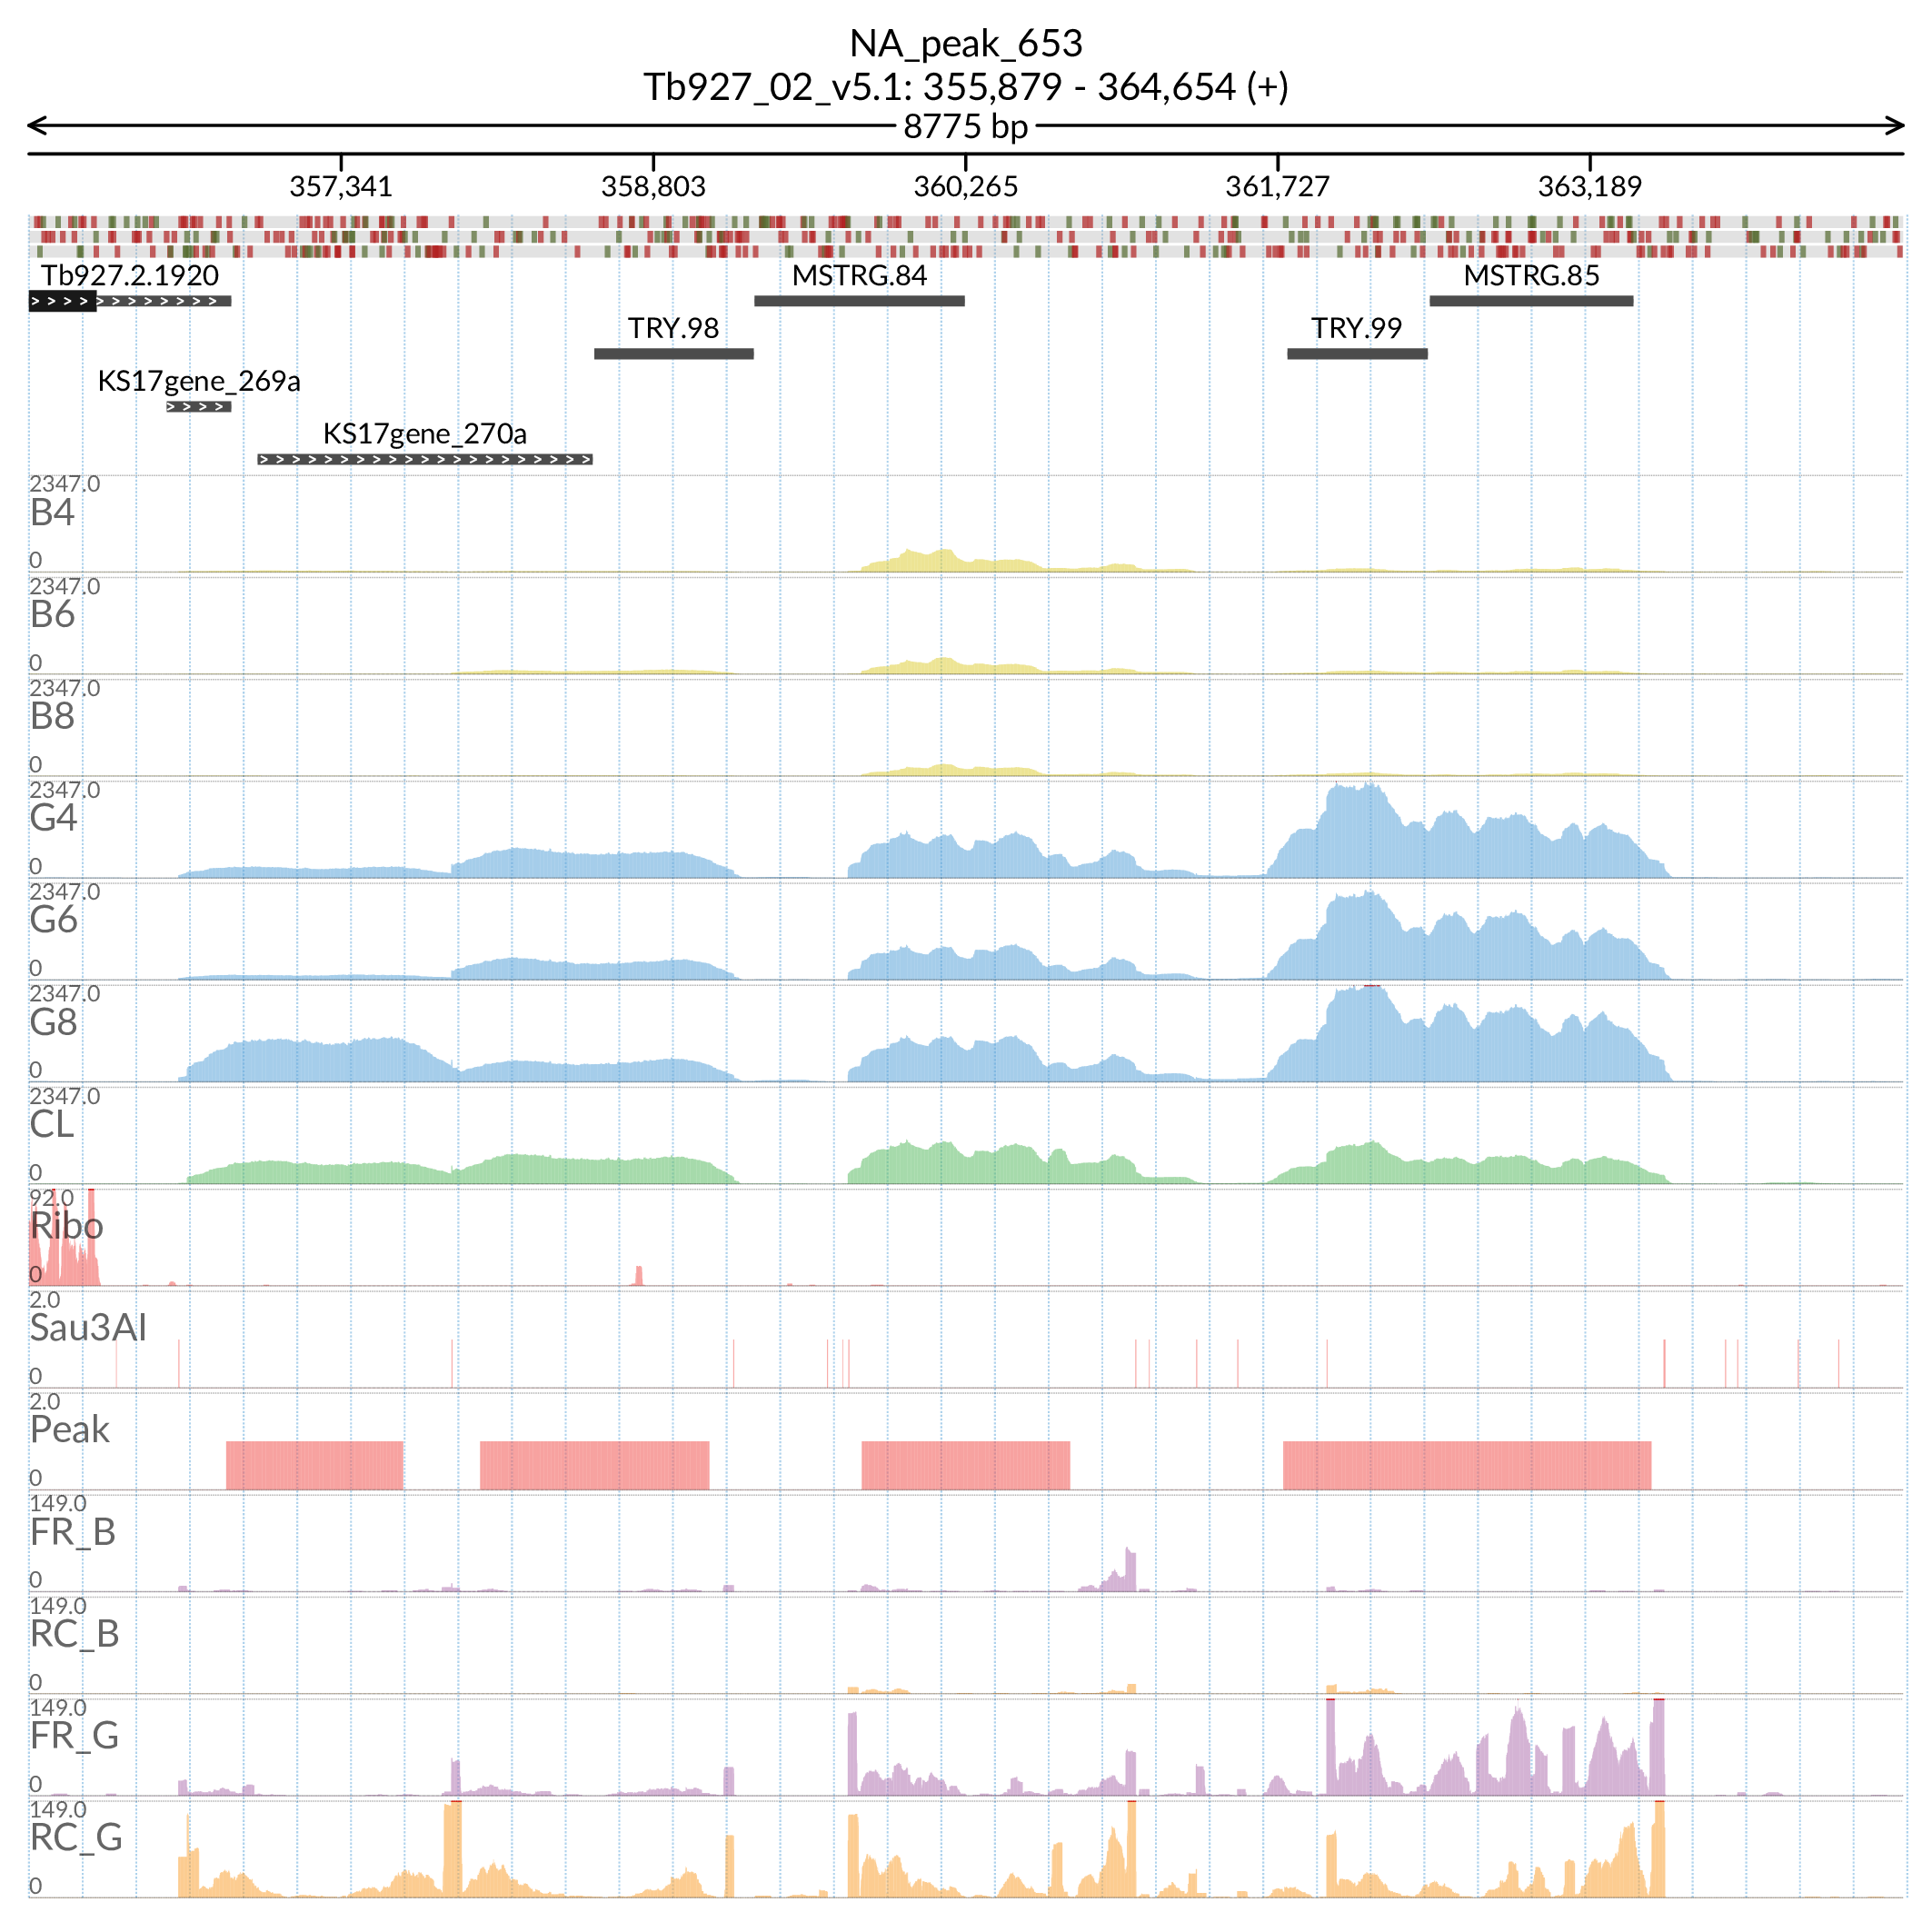 NA_peak_653
Tb927_02_v5.1: 355,879 - 364,654 (+)
8775 bp
357,341 358,803 360,265 361,727 363,189
Tb927.2.1920 MSTRG.84 MSTRG.85
TRY.98 TRY.99
KS17gene_269a
KS17gene_270a
2347.0
B4
0
2347.0
B6
0
2347.0
B8
0
2347.0
G4
0
2347.0
G6
0
2347.0
G8
0
2347.0
CL
0
92.0
Ribo
0
2.0
Sau3AI
0
2.0
Peak
0
149.0
FR_B
0
149.0
RC_B
0
149.0
FR_G
0
149.0
RC_G
0